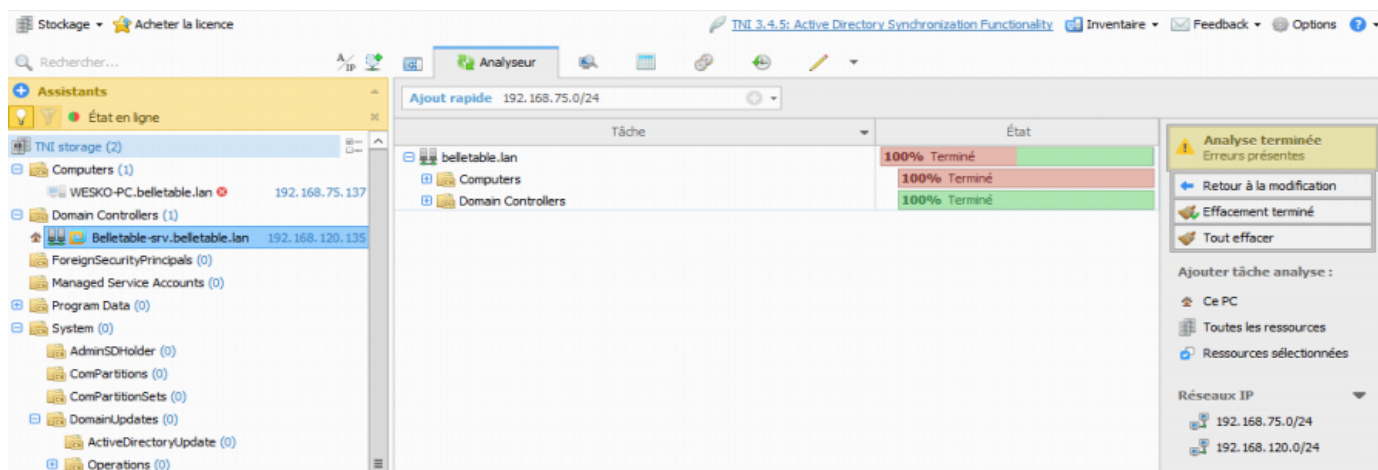 Stockage Acheter la licence TNI 3.4.5: Active Directory Synchronization Functionality Inventaire Feedback Options
Rechercher... A/IP
Analyseur
Assistants
État en ligne
Ajout rapide 192.168.75.0/24
TNI storage (2)
Computers (1)
WESKO-PC.belletable.lan 192.168.75.137
Domain Controllers (1)
Belletable-srv.belletable.lan 192.168.120.135
ForeignSecurityPrincipals (0)
Managed Service Accounts (0)
Program Data (0)
System (0)
AdminSDHolder (0)
ComPartitions (0)
ComPartitionSets (0)
DomainUpdates (0)
ActiveDirectoryUpdate (0)
Operations (0)
Tâche État
belletable.lan 100% Terminé
Computers 100% Terminé
Domain Controllers 100% Terminé
Analyse terminée
Erreurs présentes
Retour à la modification
Effacement terminé
Tout effacer
Ajouter tâche analyse :
Ce PC
Toutes les ressources
Ressources sélectionnées
Réseaux IP
192.168.75.0/24
192.168.120.0/24